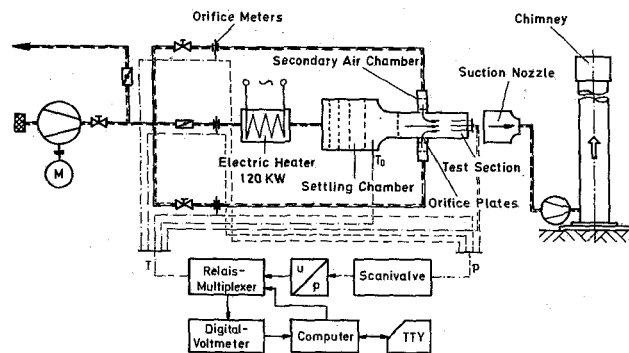 Orifice Meters
Chimney
Secondary Air Chamber
Suction Nozzle
Electric Heater
120 KW
T₀
Test Section
Settling Chamber
Orifice Plates
M
T
p
Relais-
Multiplexer
u
p
Scanivalve
Digital-
Voltmeter
Computer
TTY